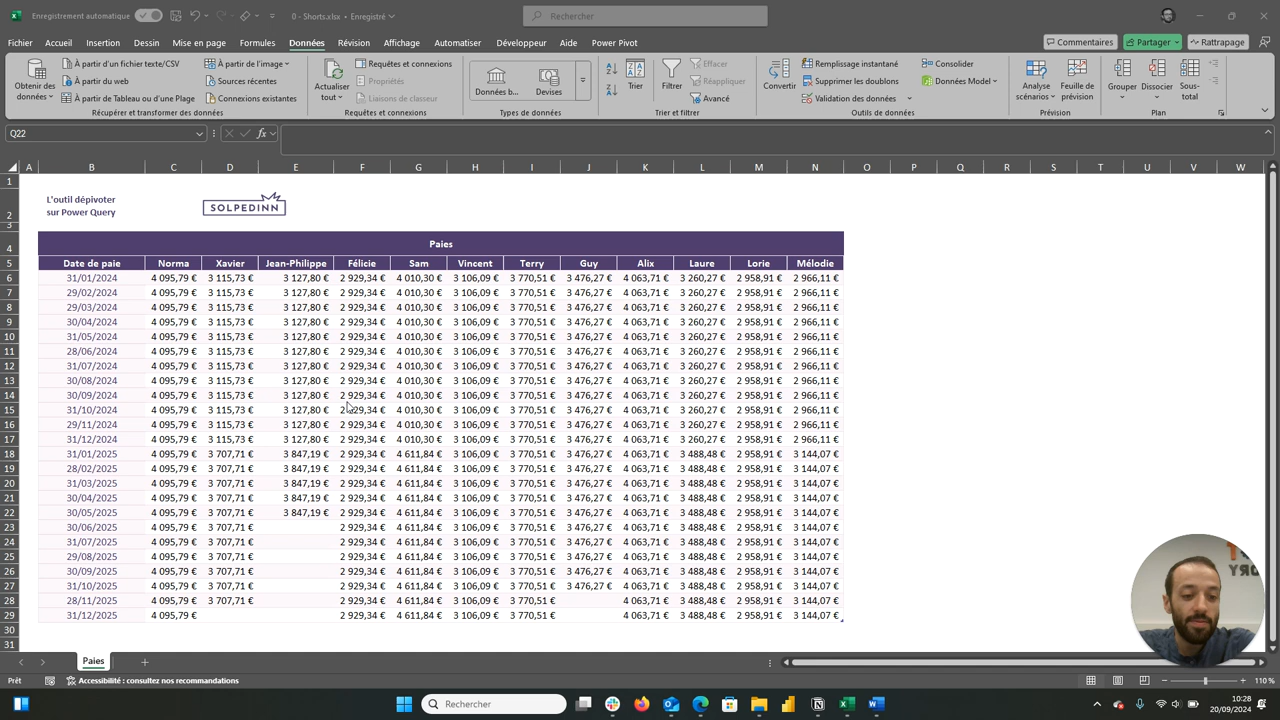 Enregistrement automatique
0 - Shorts.xlsx • Enregistré
Rechercher
Fichier Accueil Insertion Dessin Mise en page Formules Données Révision Affichage Automatiser Développeur Aide Power Pivot
Commentaires Partager Rattrapage
Obtenir des données
À partir d'un fichier texte/CSV
À partir du web
À partir de Tableau ou d'une Plage
À partir de l'image
Sources récentes
Connexions existantes
Récupérer et transformer des données
Actualiser tout
Requêtes et connexions
Propriétés
Liaisons de classeur
Requêtes et connexions
Données b...
Devises
Types de données
Trier
Filtrer
Effacer
Réappliquer
Avancé
Trier et filtrer
Convertir
Remplissage instantané
Supprimer les doublons
Validation des données
Consolider
Données Model
Outils de données
Analyse scénarios
Feuille de prévision
Prévision
Grouper
Dissocier
Sous-total
Plan
Q22
fx
A B C D E F G H I J K L M N O P Q R S T U V W
1
2
3
L'outil dépivoter
sur Power Query
SOLPEDINN
4 Paies
5 Date de paie Norma Xavier Jean-Philippe Félicie Sam Vincent Terry Guy Alix Laure Lorie Mélodie
6 31/01/2024 4 095,79 € 3 115,73 € 3 127,80 € 2 929,34 € 4 010,30 € 3 106,09 € 3 770,51 € 3 476,27 € 4 063,71 € 3 260,27 € 2 958,91 € 2 966,11 €
7 29/02/2024 4 095,79 € 3 115,73 € 3 127,80 € 2 929,34 € 4 010,30 € 3 106,09 € 3 770,51 € 3 476,27 € 4 063,71 € 3 260,27 € 2 958,91 € 2 966,11 €
8 29/03/2024 4 095,79 € 3 115,73 € 3 127,80 € 2 929,34 € 4 010,30 € 3 106,09 € 3 770,51 € 3 476,27 € 4 063,71 € 3 260,27 € 2 958,91 € 2 966,11 €
9 30/04/2024 4 095,79 € 3 115,73 € 3 127,80 € 2 929,34 € 4 010,30 € 3 106,09 € 3 770,51 € 3 476,27 € 4 063,71 € 3 260,27 € 2 958,91 € 2 966,11 €
10 31/05/2024 4 095,79 € 3 115,73 € 3 127,80 € 2 929,34 € 4 010,30 € 3 106,09 € 3 770,51 € 3 476,27 € 4 063,71 € 3 260,27 € 2 958,91 € 2 966,11 €
11 28/06/2024 4 095,79 € 3 115,73 € 3 127,80 € 2 929,34 € 4 010,30 € 3 106,09 € 3 770,51 € 3 476,27 € 4 063,71 € 3 260,27 € 2 958,91 € 2 966,11 €
12 31/07/2024 4 095,79 € 3 115,73 € 3 127,80 € 2 929,34 € 4 010,30 € 3 106,09 € 3 770,51 € 3 476,27 € 4 063,71 € 3 260,27 € 2 958,91 € 2 966,11 €
13 30/08/2024 4 095,79 € 3 115,73 € 3 127,80 € 2 929,34 € 4 010,30 € 3 106,09 € 3 770,51 € 3 476,27 € 4 063,71 € 3 260,27 € 2 958,91 € 2 966,11 €
14 30/09/2024 4 095,79 € 3 115,73 € 3 127,80 € 2 929,34 € 4 010,30 € 3 106,09 € 3 770,51 € 3 476,27 € 4 063,71 € 3 260,27 € 2 958,91 € 2 966,11 €
15 31/10/2024 4 095,79 € 3 115,73 € 3 127,80 € 2 929,34 € 4 010,30 € 3 106,09 € 3 770,51 € 3 476,27 € 4 063,71 € 3 260,27 € 2 958,91 € 2 966,11 €
16 29/11/2024 4 095,79 € 3 115,73 € 3 127,80 € 2 929,34 € 4 010,30 € 3 106,09 € 3 770,51 € 3 476,27 € 4 063,71 € 3 260,27 € 2 958,91 € 2 966,11 €
17 31/12/2024 4 095,79 € 3 115,73 € 3 127,80 € 2 929,34 € 4 010,30 € 3 106,09 € 3 770,51 € 3 476,27 € 4 063,71 € 3 260,27 € 2 958,91 € 2 966,11 €
18 31/01/2025 4 095,79 € 3 707,71 € 3 847,19 € 2 929,34 € 4 611,84 € 3 106,09 € 3 770,51 € 3 476,27 € 4 063,71 € 3 488,48 € 2 958,91 € 3 144,07 €
19 28/02/2025 4 095,79 € 3 707,71 € 3 847,19 € 2 929,34 € 4 611,84 € 3 106,09 € 3 770,51 € 3 476,27 € 4 063,71 € 3 488,48 € 2 958,91 € 3 144,07 €
20 31/03/2025 4 095,79 € 3 707,71 € 3 847,19 € 2 929,34 € 4 611,84 € 3 106,09 € 3 770,51 € 3 476,27 € 4 063,71 € 3 488,48 € 2 958,91 € 3 144,07 €
21 30/04/2025 4 095,79 € 3 707,71 € 3 847,19 € 2 929,34 € 4 611,84 € 3 106,09 € 3 770,51 € 3 476,27 € 4 063,71 € 3 488,48 € 2 958,91 € 3 144,07 €
22 30/05/2025 4 095,79 € 3 707,71 € 3 847,19 € 2 929,34 € 4 611,84 € 3 106,09 € 3 770,51 € 3 476,27 € 4 063,71 € 3 488,48 € 2 958,91 € 3 144,07 €
23 30/06/2025 4 095,79 € 3 707,71 € 2 929,34 € 4 611,84 € 3 106,09 € 3 770,51 € 3 476,27 € 4 063,71 € 3 488,48 € 2 958,91 € 3 144,07 €
24 31/07/2025 4 095,79 € 3 707,71 € 2 929,34 € 4 611,84 € 3 106,09 € 3 770,51 € 3 476,27 € 4 063,71 € 3 488,48 € 2 958,91 € 3 144,07 €
25 29/08/2025 4 095,79 € 3 707,71 € 2 929,34 € 4 611,84 € 3 106,09 € 3 770,51 € 3 476,27 € 4 063,71 € 3 488,48 € 2 958,91 € 3 144,07 €
26 30/09/2025 4 095,79 € 3 707,71 € 2 929,34 € 4 611,84 € 3 106,09 € 3 770,51 € 3 476,27 € 4 063,71 € 3 488,48 € 2 958,91 € 3 144,07 €
27 31/10/2025 4 095,79 € 3 707,71 € 2 929,34 € 4 611,84 € 3 106,09 € 3 770,51 € 3 476,27 € 4 063,71 € 3 488,48 € 2 958,91 € 3 144,07 €
28 28/11/2025 4 095,79 € 3 707,71 € 2 929,34 € 4 611,84 € 3 106,09 € 3 770,51 € 4 063,71 € 3 488,48 € 2 958,91 € 3 144,07 €
29 31/12/2025 4 095,79 € 2 929,34 € 4 611,84 € 3 106,09 € 3 770,51 € 4 063,71 € 3 488,48 € 2 958,91 € 3 144,07 €
30
31
Paies
Prêt Accessibilité : consultez nos recommandations 110 %
Rechercher
10:28
20/09/2024